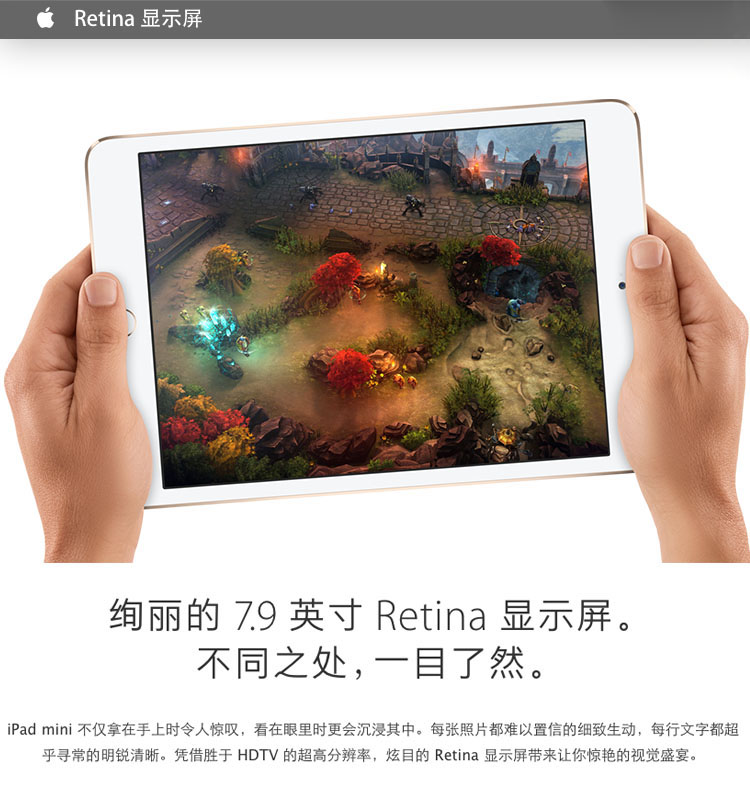 Retina 显示屏
绚丽的 7.9 英寸 Retina 显示屏。
不同之处，一目了然。
iPad mini 不仅拿在手上时令人惊叹，看在眼里时更会沉浸其中。每张照片都难以置信的细致生动，每行文字都超
乎寻常的明锐清晰。凭借胜于 HDTV 的超高分辨率，炫目的 Retina 显示屏带来让你惊艳的视觉盛宴。